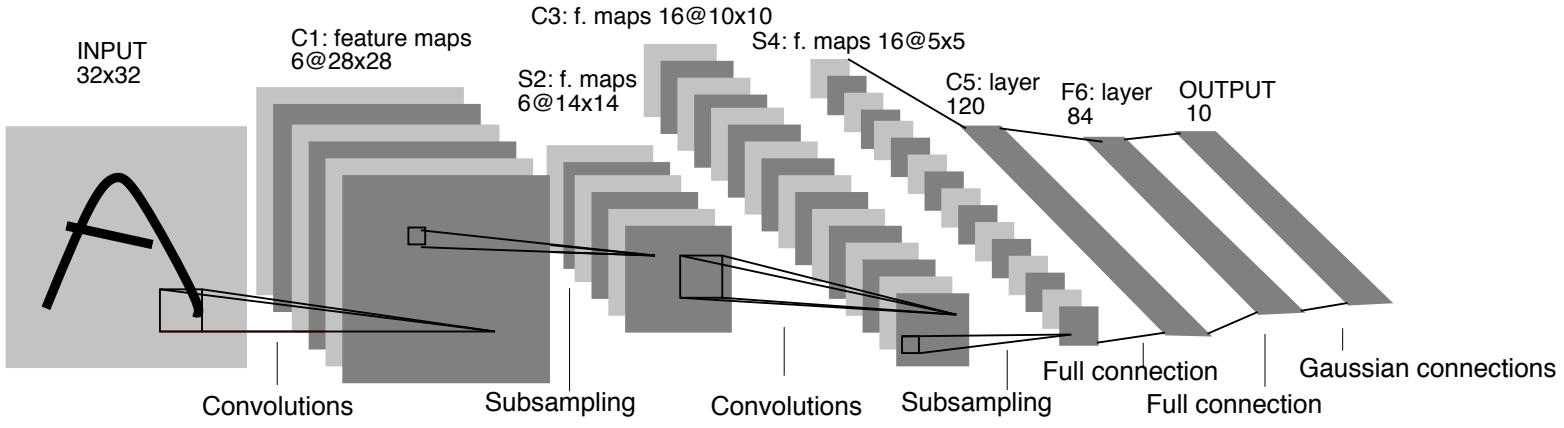 INPUT
32x32
C1: feature maps
6@28x28
S2: f. maps
6@14x14
C3: f. maps 16@10x10
S4: f. maps 16@5x5
C5: layer
120
F6: layer
84
OUTPUT
10
Convolutions
Subsampling
Convolutions
Subsampling
Full connection
Full connection
Gaussian connections